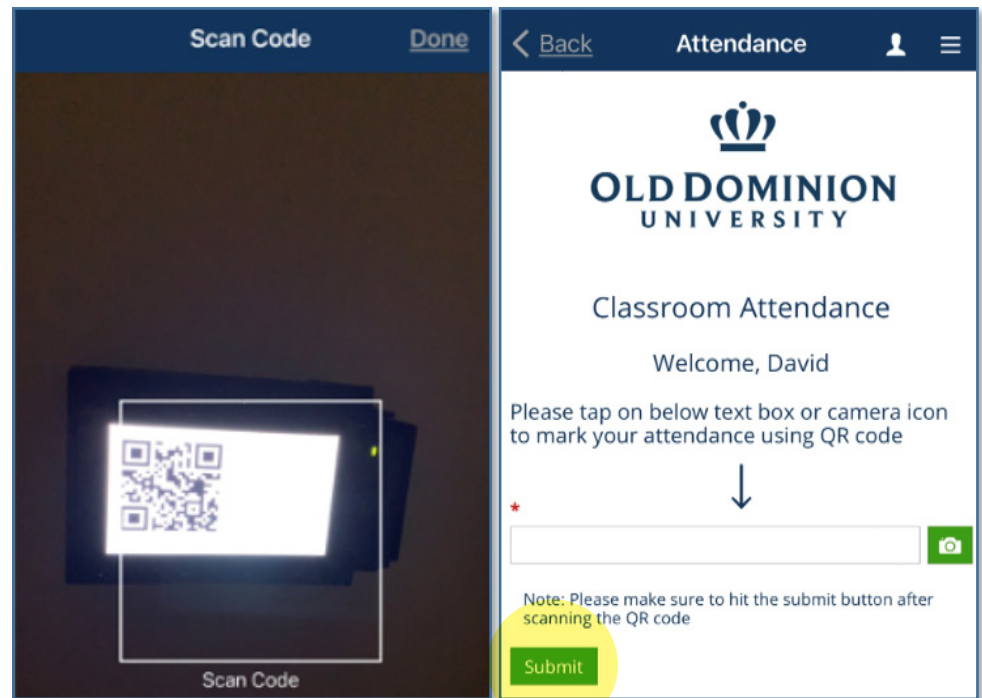 Scan Code
Done
Scan Code
Back
Attendance
OLD DOMINION
UNIVERSITY
Classroom Attendance
Welcome, David
Please tap on below text box or camera icon
to mark your attendance using QR code
*
Note: Please make sure to hit the submit button after
scanning the QR code
Submit